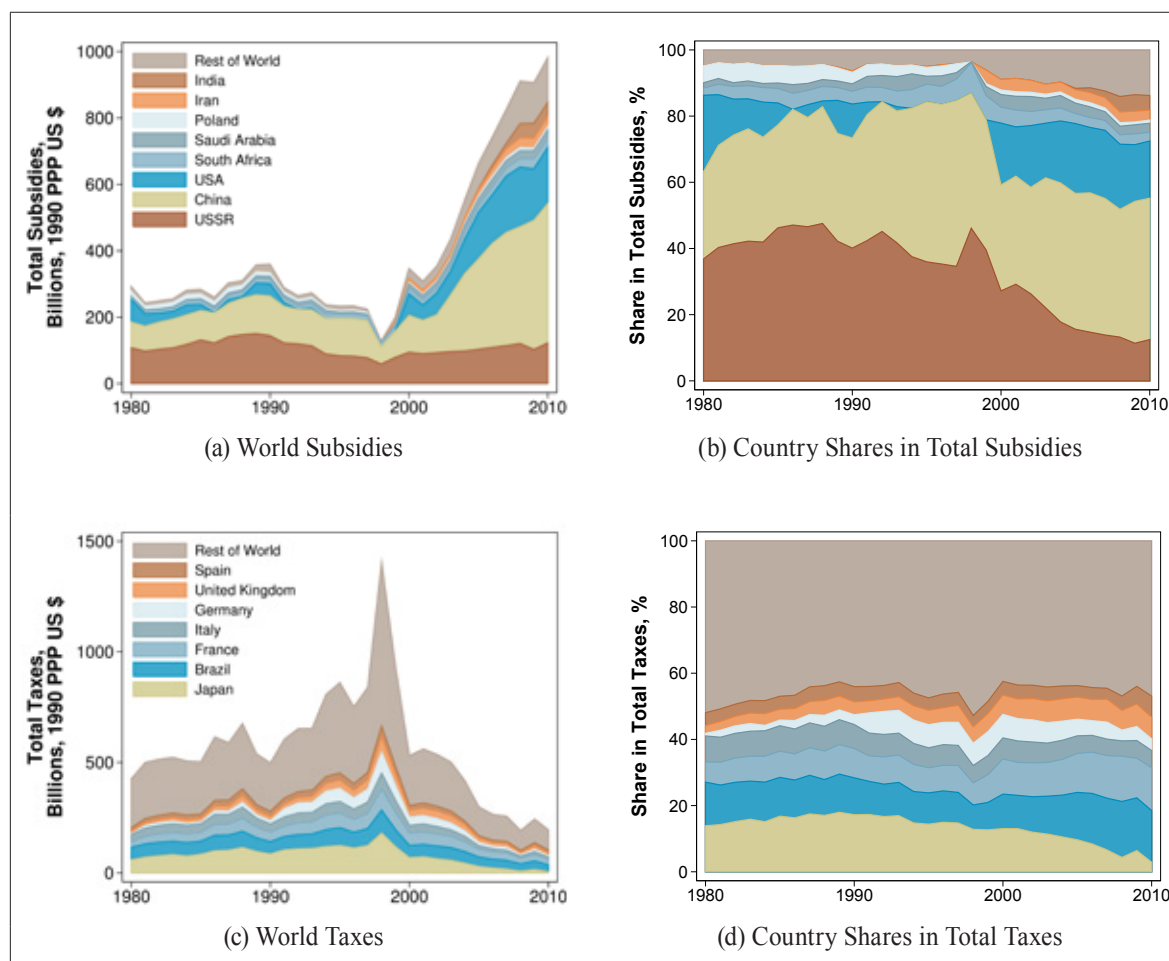 Total Subsidies,
Billions, 1990 PPP US $
1000
800
600
400
200
0
Rest of World
India
Iran
Poland
Saudi Arabia
South Africa
USA
China
USSR
1980 1990 2000 2010
(a) World Subsidies
Share in Total Subsidies, %
100
80
60
40
20
0
1980 1990 2000 2010
(b) Country Shares in Total Subsidies
Total Taxes,
Billions, 1990 PPP US $
1500
1000
500
0
Rest of World
Spain
United Kingdom
Germany
Italy
France
Brazil
Japan
1980 1990 2000 2010
(c) World Taxes
Share in Total Taxes, %
100
80
60
40
20
0
1980 1990 2000 2010
(d) Country Shares in Total Taxes